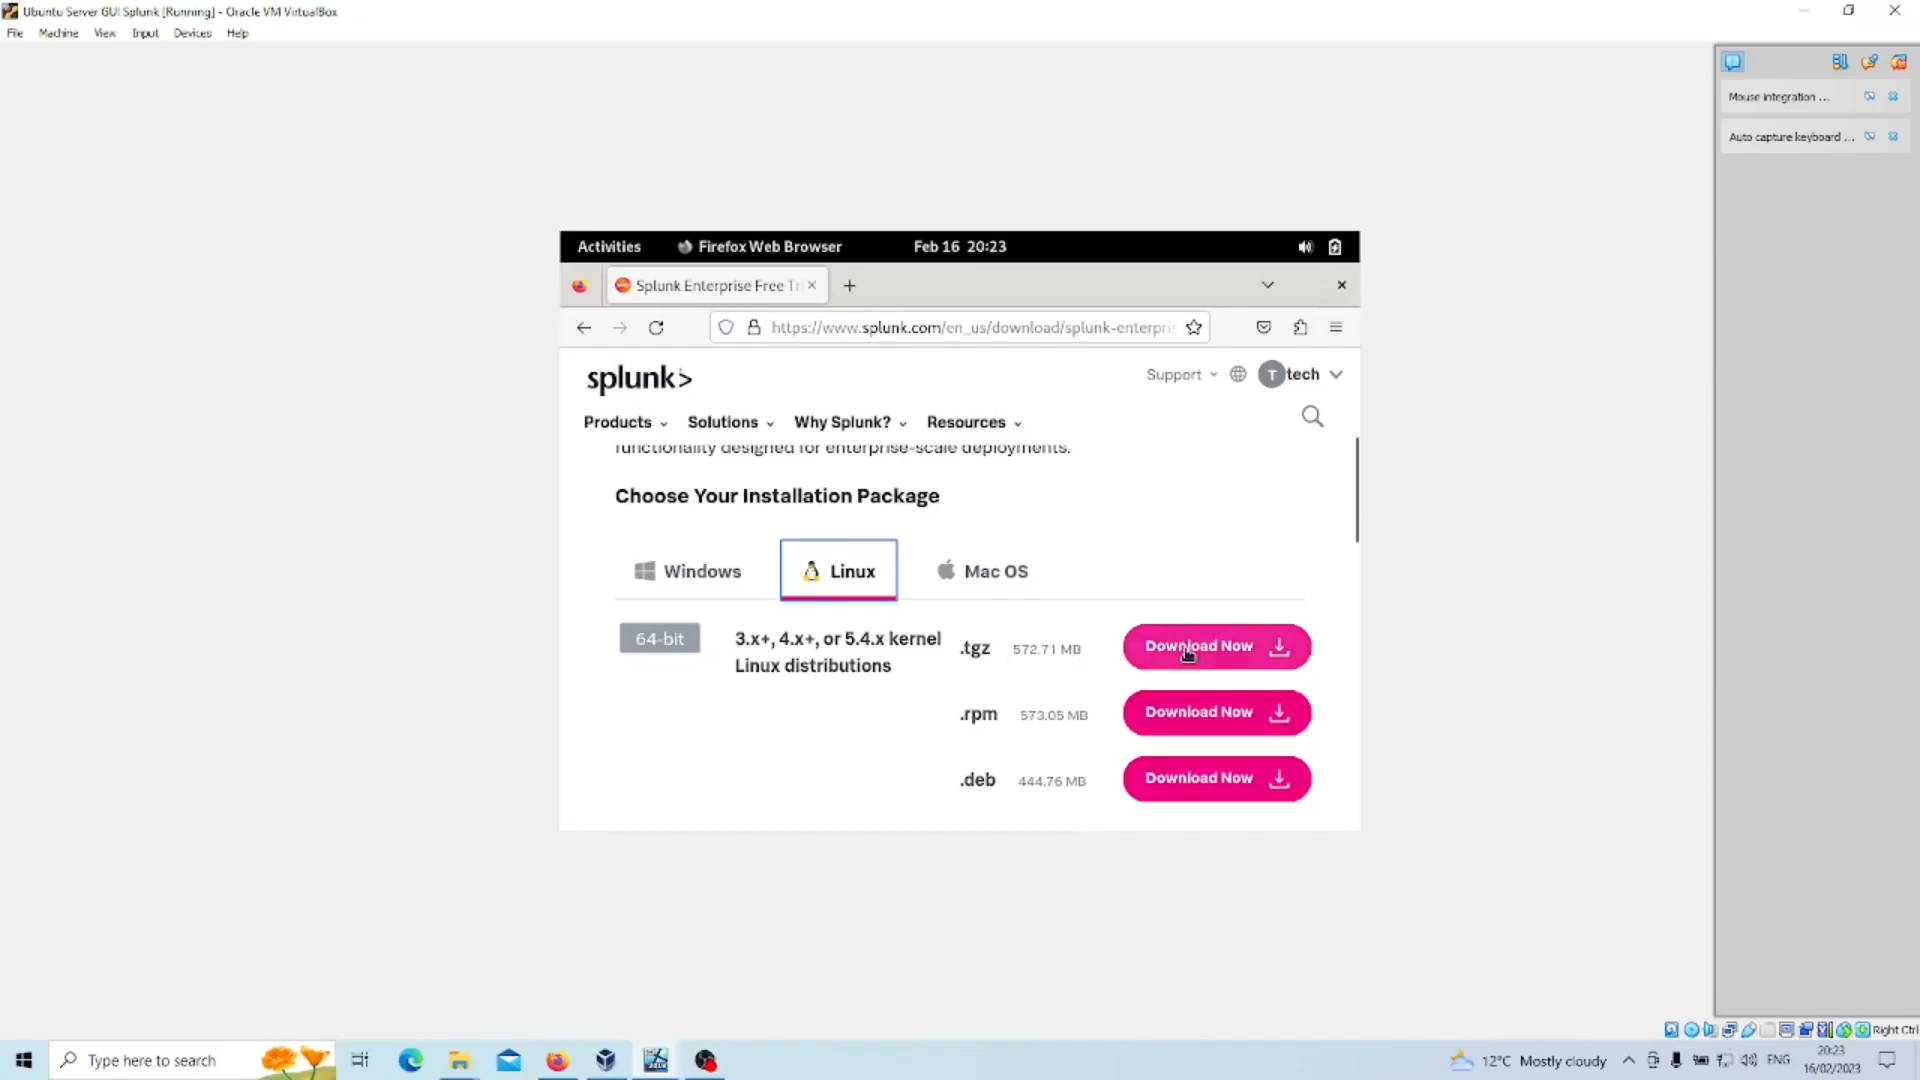 Ubuntu Server GUI Splunk [Running] - Oracle VM VirtualBox
File Machine View Input Devices Help
Mouse integration ...
Auto capture keyboard ...
Activities Firefox Web Browser Feb 16 20:23
Splunk Enterprise Free Tri
https://www.splunk.com/en_us/download/splunk-enterpris
splunk>
Support
T tech
Products Solutions Why Splunk? Resources
functionality designed for enterprise-scale deployments.
Choose Your Installation Package
Windows Linux Mac OS
64-bit
3.x+, 4.x+, or 5.4.x kernel
Linux distributions
.tgz 572.71 MB Download Now
.rpm 573.05 MB Download Now
.deb 444.76 MB Download Now
Right Ctrl
Type here to search
12°C Mostly cloudy
ENG
20:23
16/02/2023